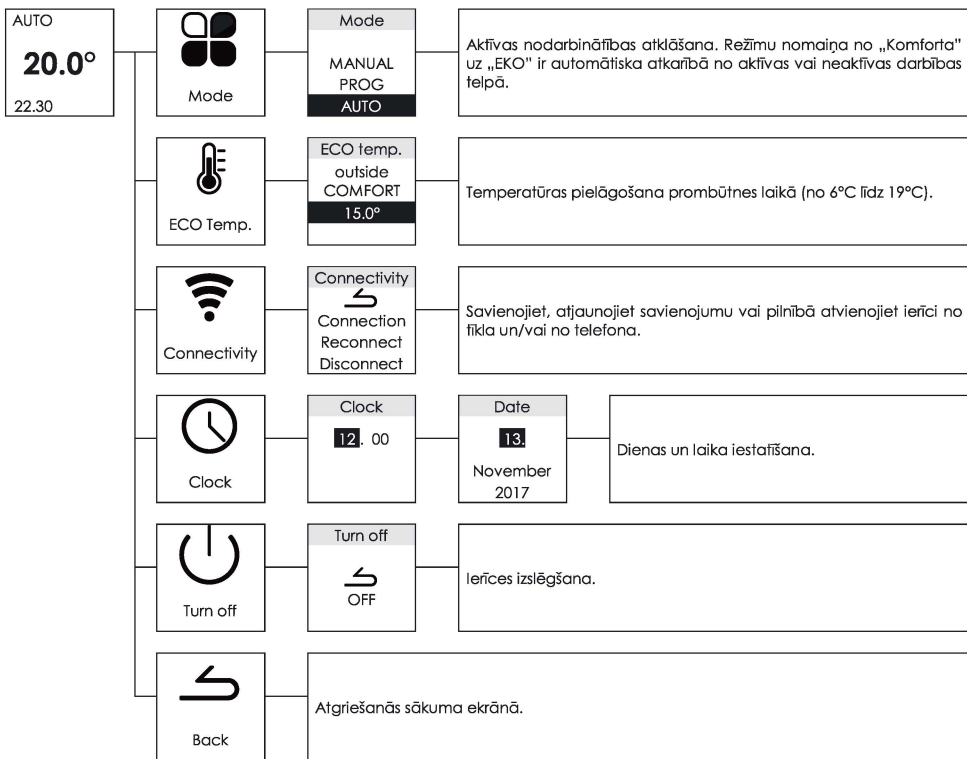 AUTO
20.0°
22.30
Mode
Mode
MANUAL
PROG
AUTO
Aktīvas nodarbinātības atklāšana. Režīmu nomaiņa no „Komforta”
uz „EKO” ir automātiska atkarībā no aktīvas vai neaktīvas darbības
telpā.
ECO Temp.
ECO temp.
outside
COMFORT
15.0°
Temperatūras pielāgošana prombūtnes laikā (no 6°C līdz 19°C).
Connectivity
Connectivity
Connection
Reconnect
Disconnect
Savienojiet, atjaunojiet savienojumu vai pilnībā atvienojiet ierīci no
tīkla un/vai no telefona.
Clock
Clock
12. 00
Date
13.
November
2017
Dienas un laika iestatīšana.
Turn off
Turn off
OFF
Ierīces izslēgšana.
Back
Atgriešanās sākuma ekrānā.